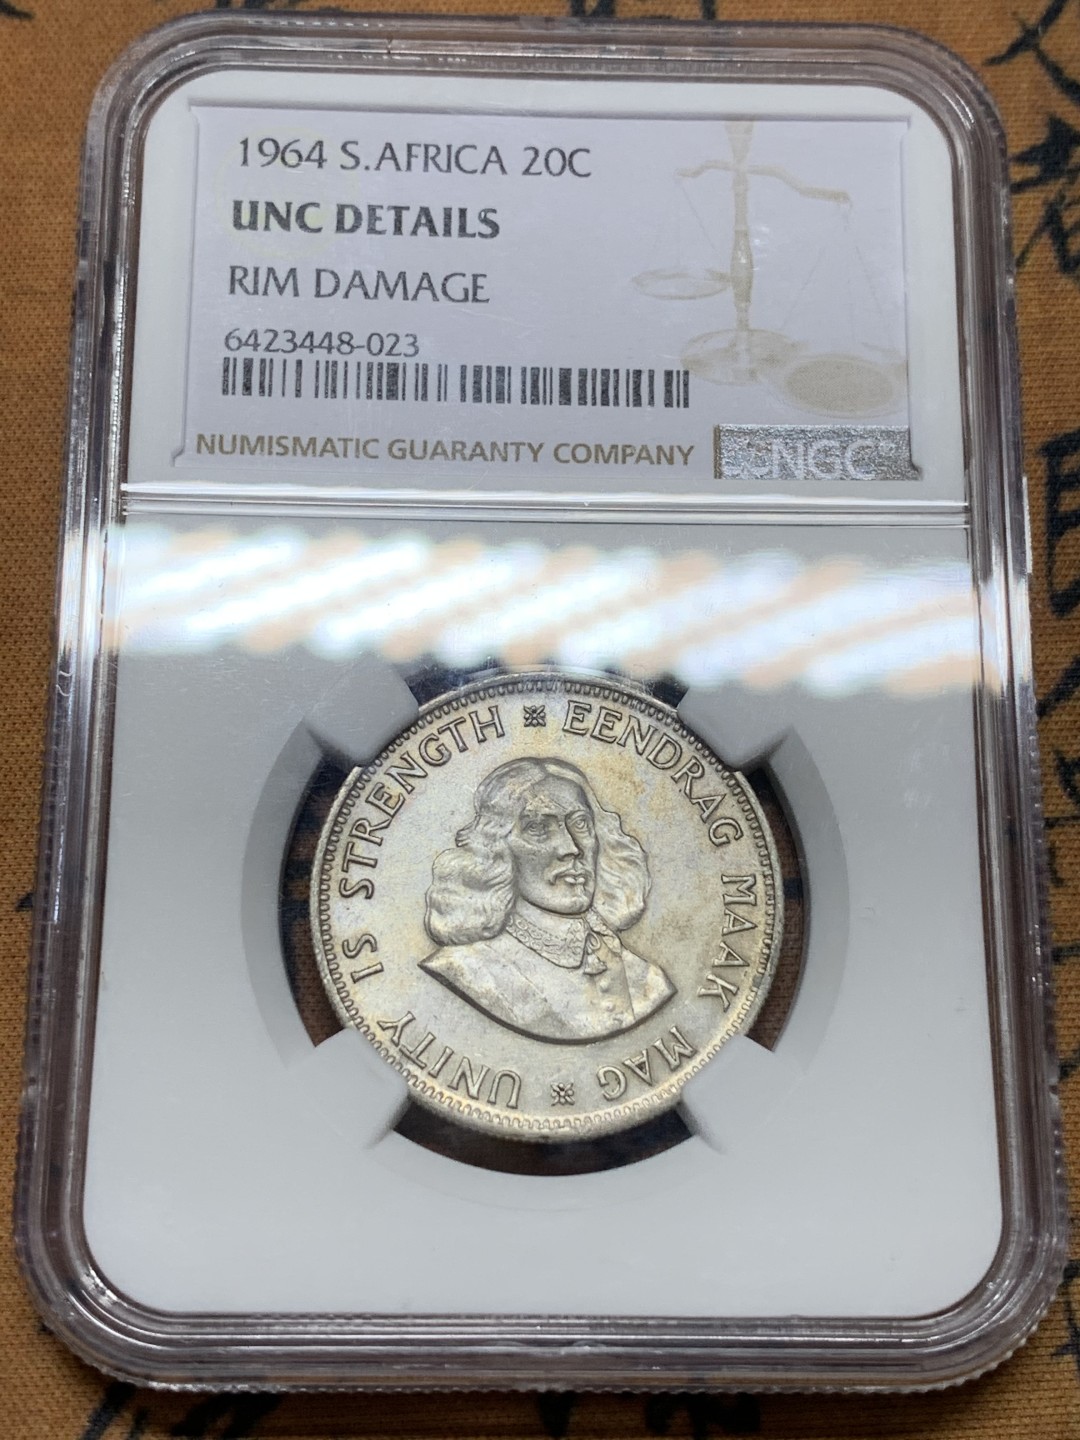 1964 S.AFRICA 20C
UNC DETAILS
RIM DAMAGE
6423448-023
NUMISMATIC GUARANTY COMPANY
NGC
UNITY IS STRENGTH
EENDRAG MAAK MAG